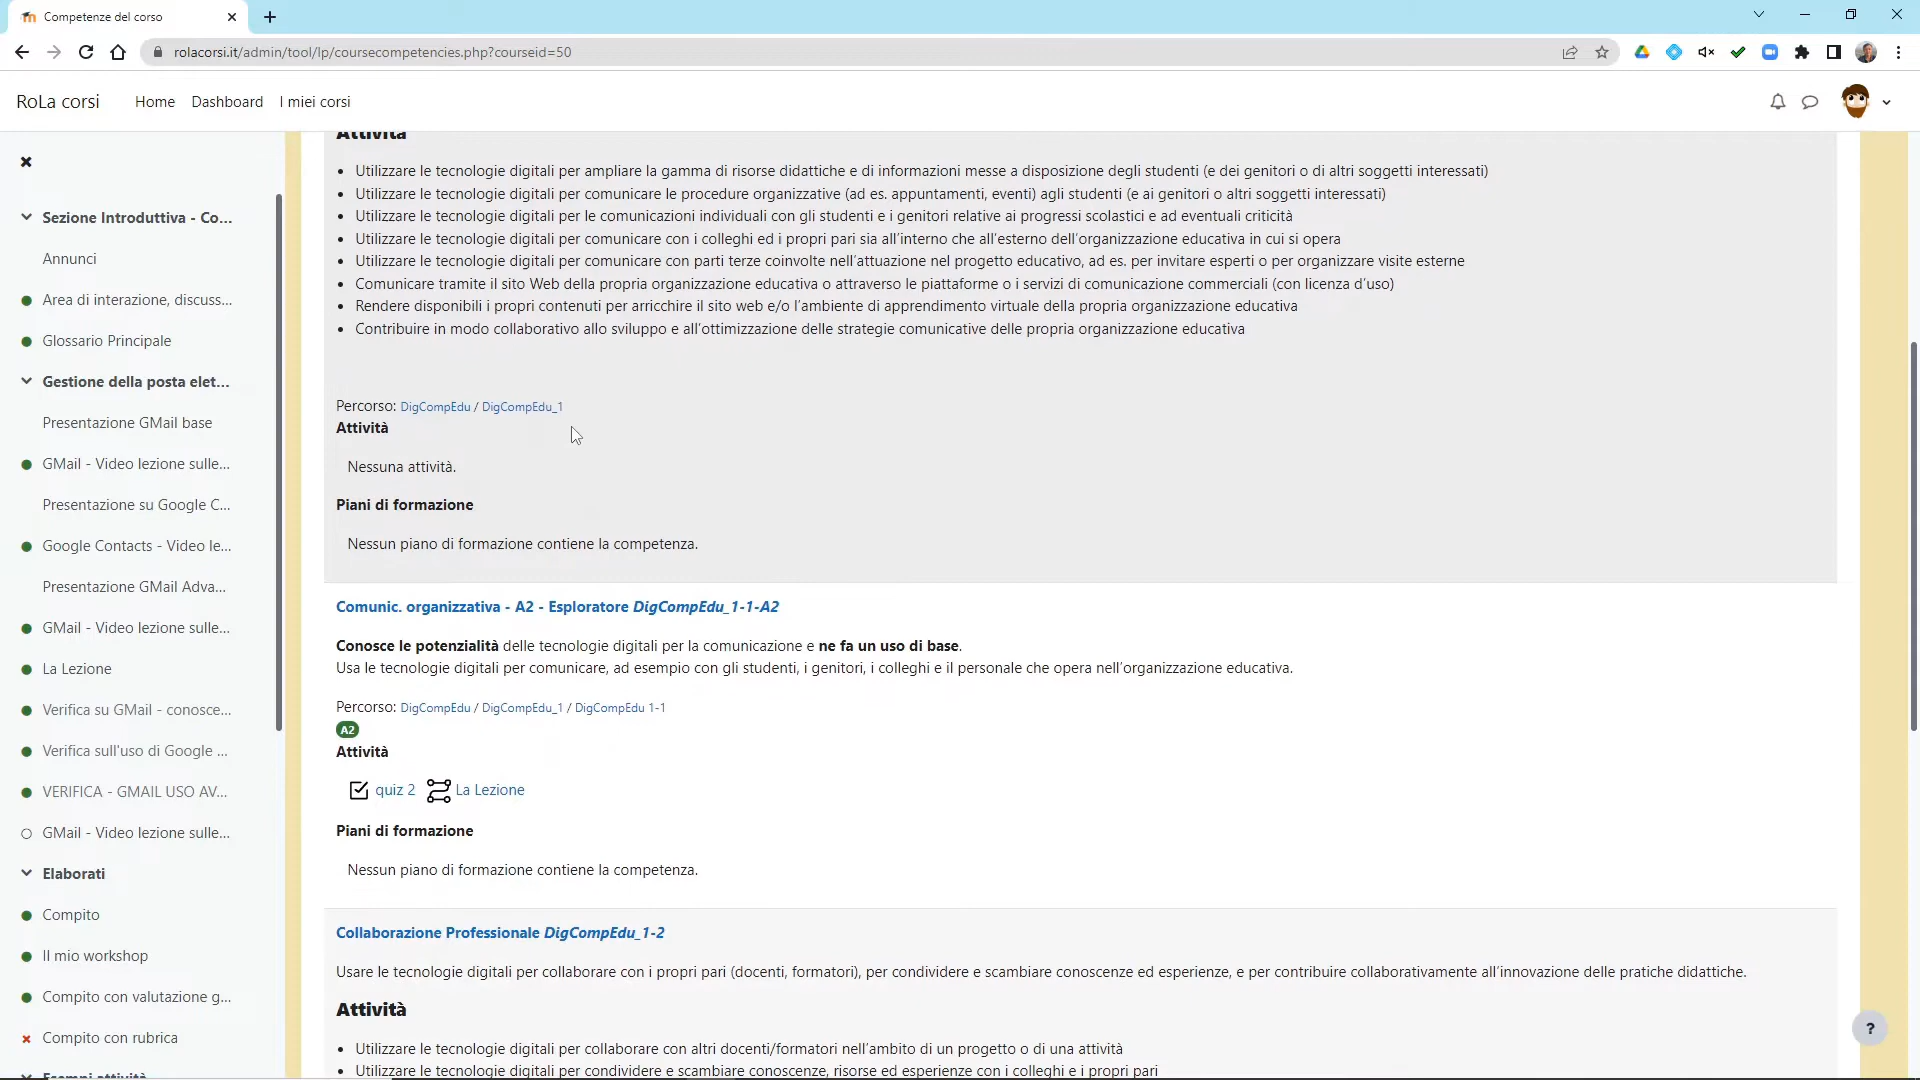 Competenze del corso
rolacorsi.it/admin/tool/lp/coursecompetencies.php?courseid=50
RoLa corsi
Home
Dashboard
I miei corsi
Sezione Introduttiva - Co...
Annunci
Area di interazione, discuss...
Glossario Principale
Gestione della posta elet...
Presentazione GMail base
GMail - Video lezione sulle...
Presentazione su Google C...
Google Contacts - Video le...
Presentazione GMail Adva...
GMail - Video lezione sulle...
La Lezione
Verifica su GMail - conosce...
Verifica sull'uso di Google ...
VERIFICA - GMAIL USO AV...
GMail - Video lezione sulle...
Elaborati
Compito
Il mio workshop
Compito con valutazione g...
Compito con rubrica
Esempi attività
Attività
• Utilizzare le tecnologie digitali per ampliare la gamma di risorse didattiche e di informazioni messe a disposizione degli studenti (e dei genitori o di altri soggetti interessati)
• Utilizzare le tecnologie digitali per comunicare le procedure organizzative (ad es. appuntamenti, eventi) agli studenti (e ai genitori o altri soggetti interessati)
• Utilizzare le tecnologie digitali per le comunicazioni individuali con gli studenti e i genitori relative ai progressi scolastici e ad eventuali criticità
• Utilizzare le tecnologie digitali per comunicare con i colleghi ed i propri pari sia all'interno che all'esterno dell'organizzazione educativa in cui si opera
• Utilizzare le tecnologie digitali per comunicare con parti terze coinvolte nell'attuazione nel progetto educativo, ad es. per invitare esperti o per organizzare visite esterne
• Comunicare tramite il sito Web della propria organizzazione educativa o attraverso le piattaforme o i servizi di comunicazione commerciali (con licenza d'uso)
• Rendere disponibili i propri contenuti per arricchire il sito web e/o l'ambiente di apprendimento virtuale della propria organizzazione educativa
• Contribuire in modo collaborativo allo sviluppo e all'ottimizzazione delle strategie comunicative delle propria organizzazione educativa
Percorso: DigCompEdu / DigCompEdu_1
Attività
Nessuna attività.
Piani di formazione
Nessun piano di formazione contiene la competenza.
Comunic. organizzativa - A2 - Esploratore DigCompEdu_1-1-A2
Conosce le potenzialità delle tecnologie digitali per la comunicazione e ne fa un uso di base.
Usa le tecnologie digitali per comunicare, ad esempio con gli studenti, i genitori, i colleghi e il personale che opera nell'organizzazione educativa.
Percorso: DigCompEdu / DigCompEdu_1 / DigCompEdu 1-1
A2
Attività
quiz 2 La Lezione
Piani di formazione
Nessun piano di formazione contiene la competenza.
Collaborazione Professionale DigCompEdu_1-2
Usare le tecnologie digitali per collaborare con i propri pari (docenti, formatori), per condividere e scambiare conoscenze ed esperienze, e per contribuire collaborativamente all'innovazione delle pratiche didattiche.
Attività
• Utilizzare le tecnologie digitali per collaborare con altri docenti/formatori nell'ambito di un progetto o di una attività
• Utilizzare le tecnologie digitali per condividere e scambiare conoscenze, risorse ed esperienze con i colleghi e i propri pari
?